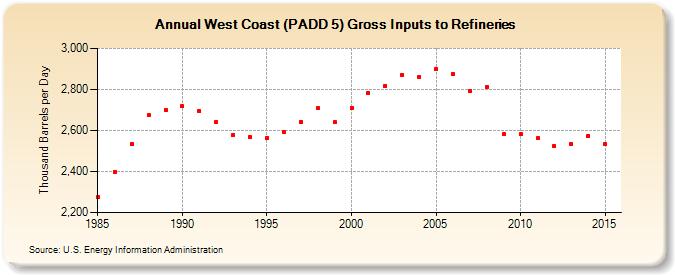 Annual West Coast (PADD 5) Gross Inputs to Refineries
Thousand Barrels per Day
3,000
2,800
2,600
2,400
2,200
1985 1990 1995 2000 2005 2010 2015
Source: U.S. Energy Information Administration